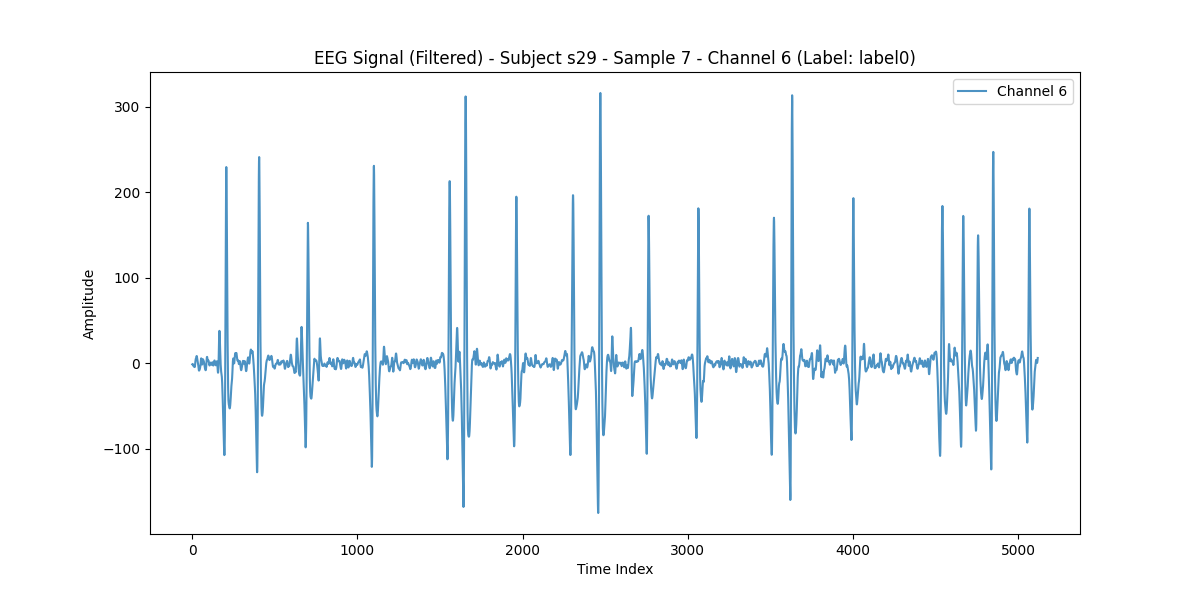 EEG Signal (Filtered) - Subject s29 - Sample 7 - Channel 6 (Label: label0)
Channel 6
300
200
100
0
−100
Amplitude
0 1000 2000 3000 4000 5000
Time Index